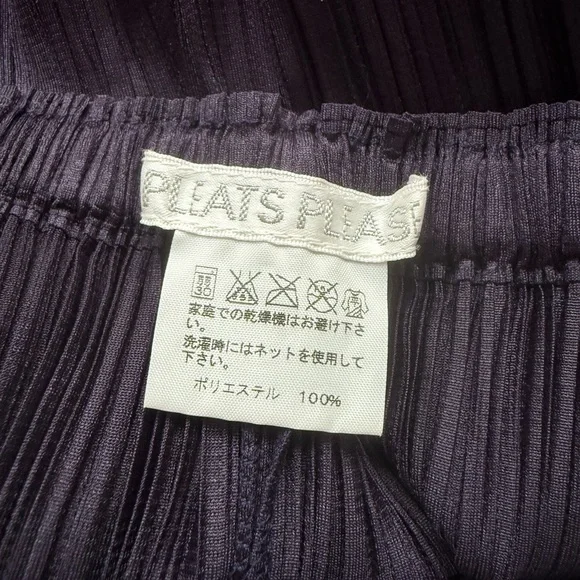 PLEATS PLEASE
家庭での乾燥機はお避け下さ
い。
洗濯時にはネットを使用して
下さい。
ポリエステル 100%